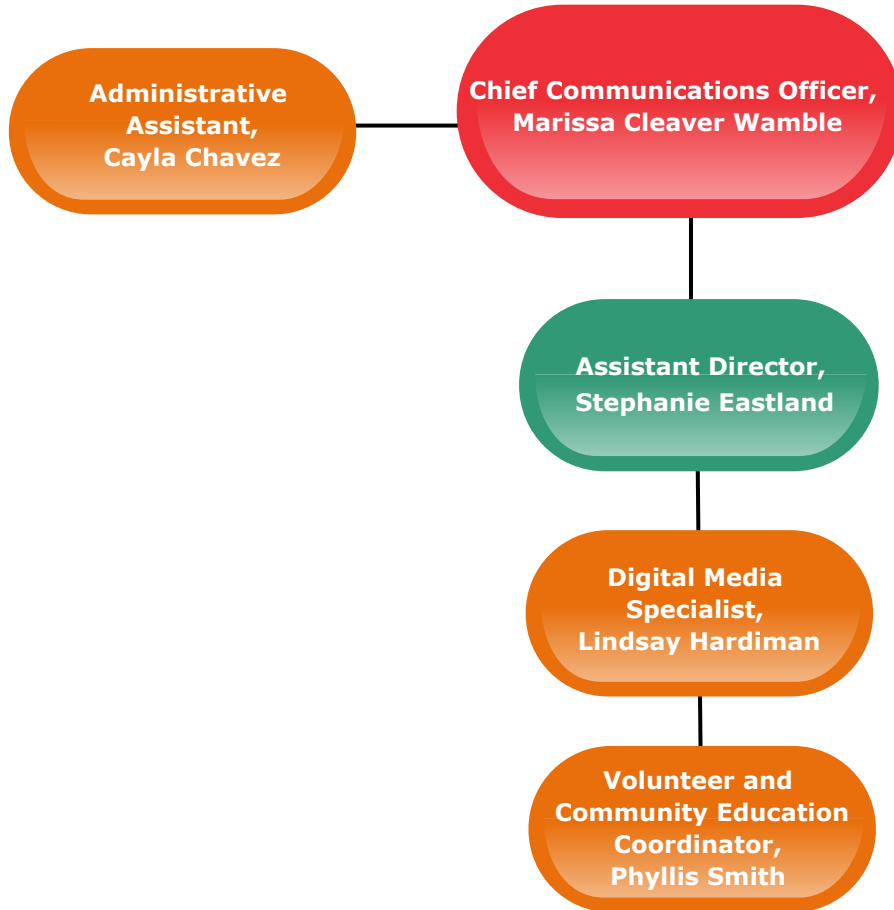 Administrative
Assistant,
Cayla Chavez
Chief Communications Officer,
Marissa Cleaver Wamble
Assistant Director,
Stephanie Eastland
Digital Media
Specialist,
Lindsay Hardiman
Volunteer and
Community Education
Coordinator,
Phyllis Smith